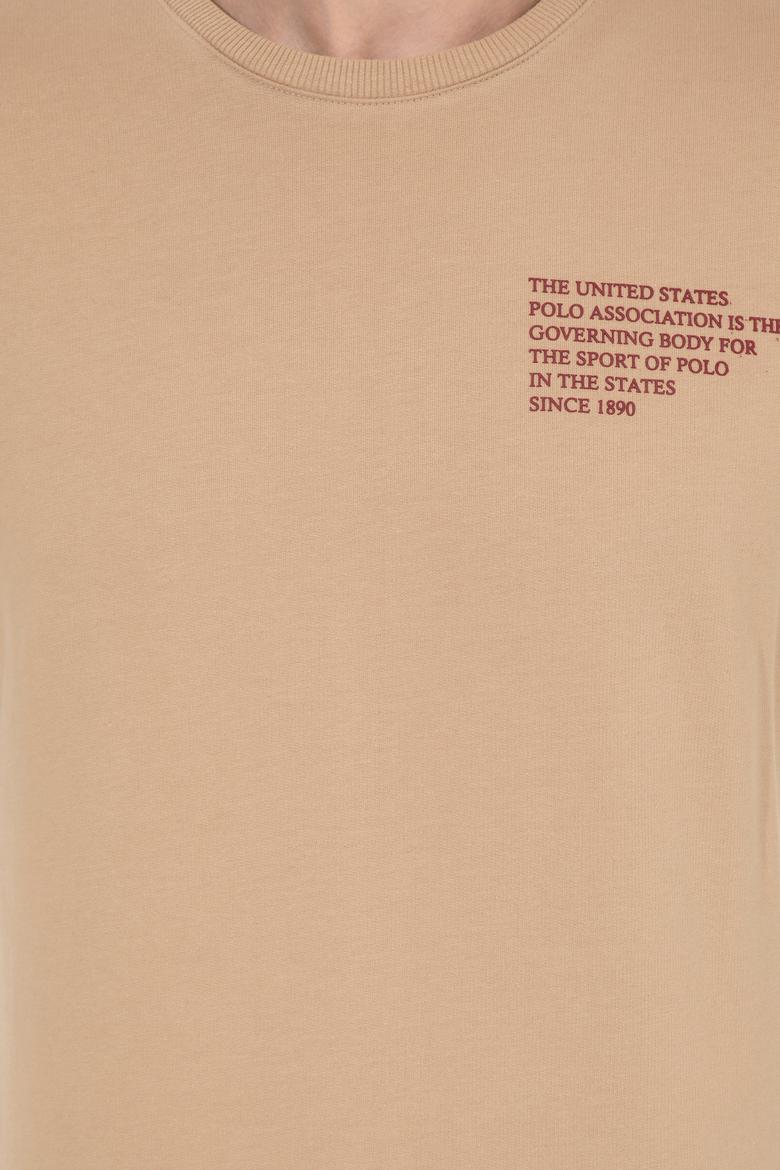 THE UNITED STATES
POLO ASSOCIATION IS THE
GOVERNING BODY FOR
THE SPORT OF POLO
IN THE STATES
SINCE 1890